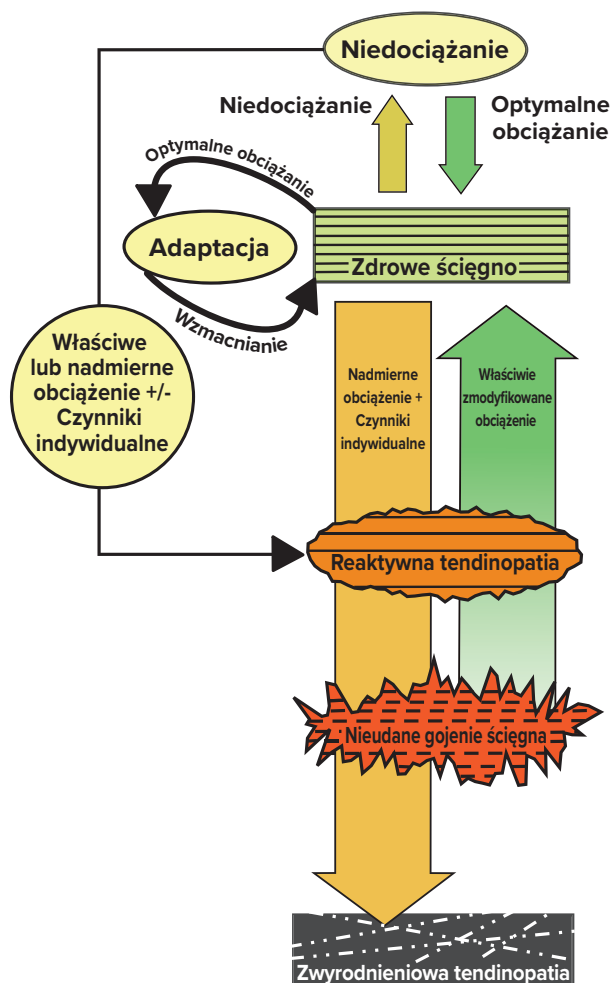 Niedociążanie
Niedociążanie
Optymalne
obciążanie
Optymalne obciążanie
Adaptacja
Zdrowe ścięgno
Wzmacnianie
Właściwe
lub nadmierne
obciążenie +/-
Czynniki
indywidualne
Nadmierne
obciążenie +
Czynniki
indywidualne
Właściwie
zmodyfikowane
obciążenie
Reaktywna tendinopatia
Nieudane gojenie ścięgna
Zwyrodnieniowa tendinopatia